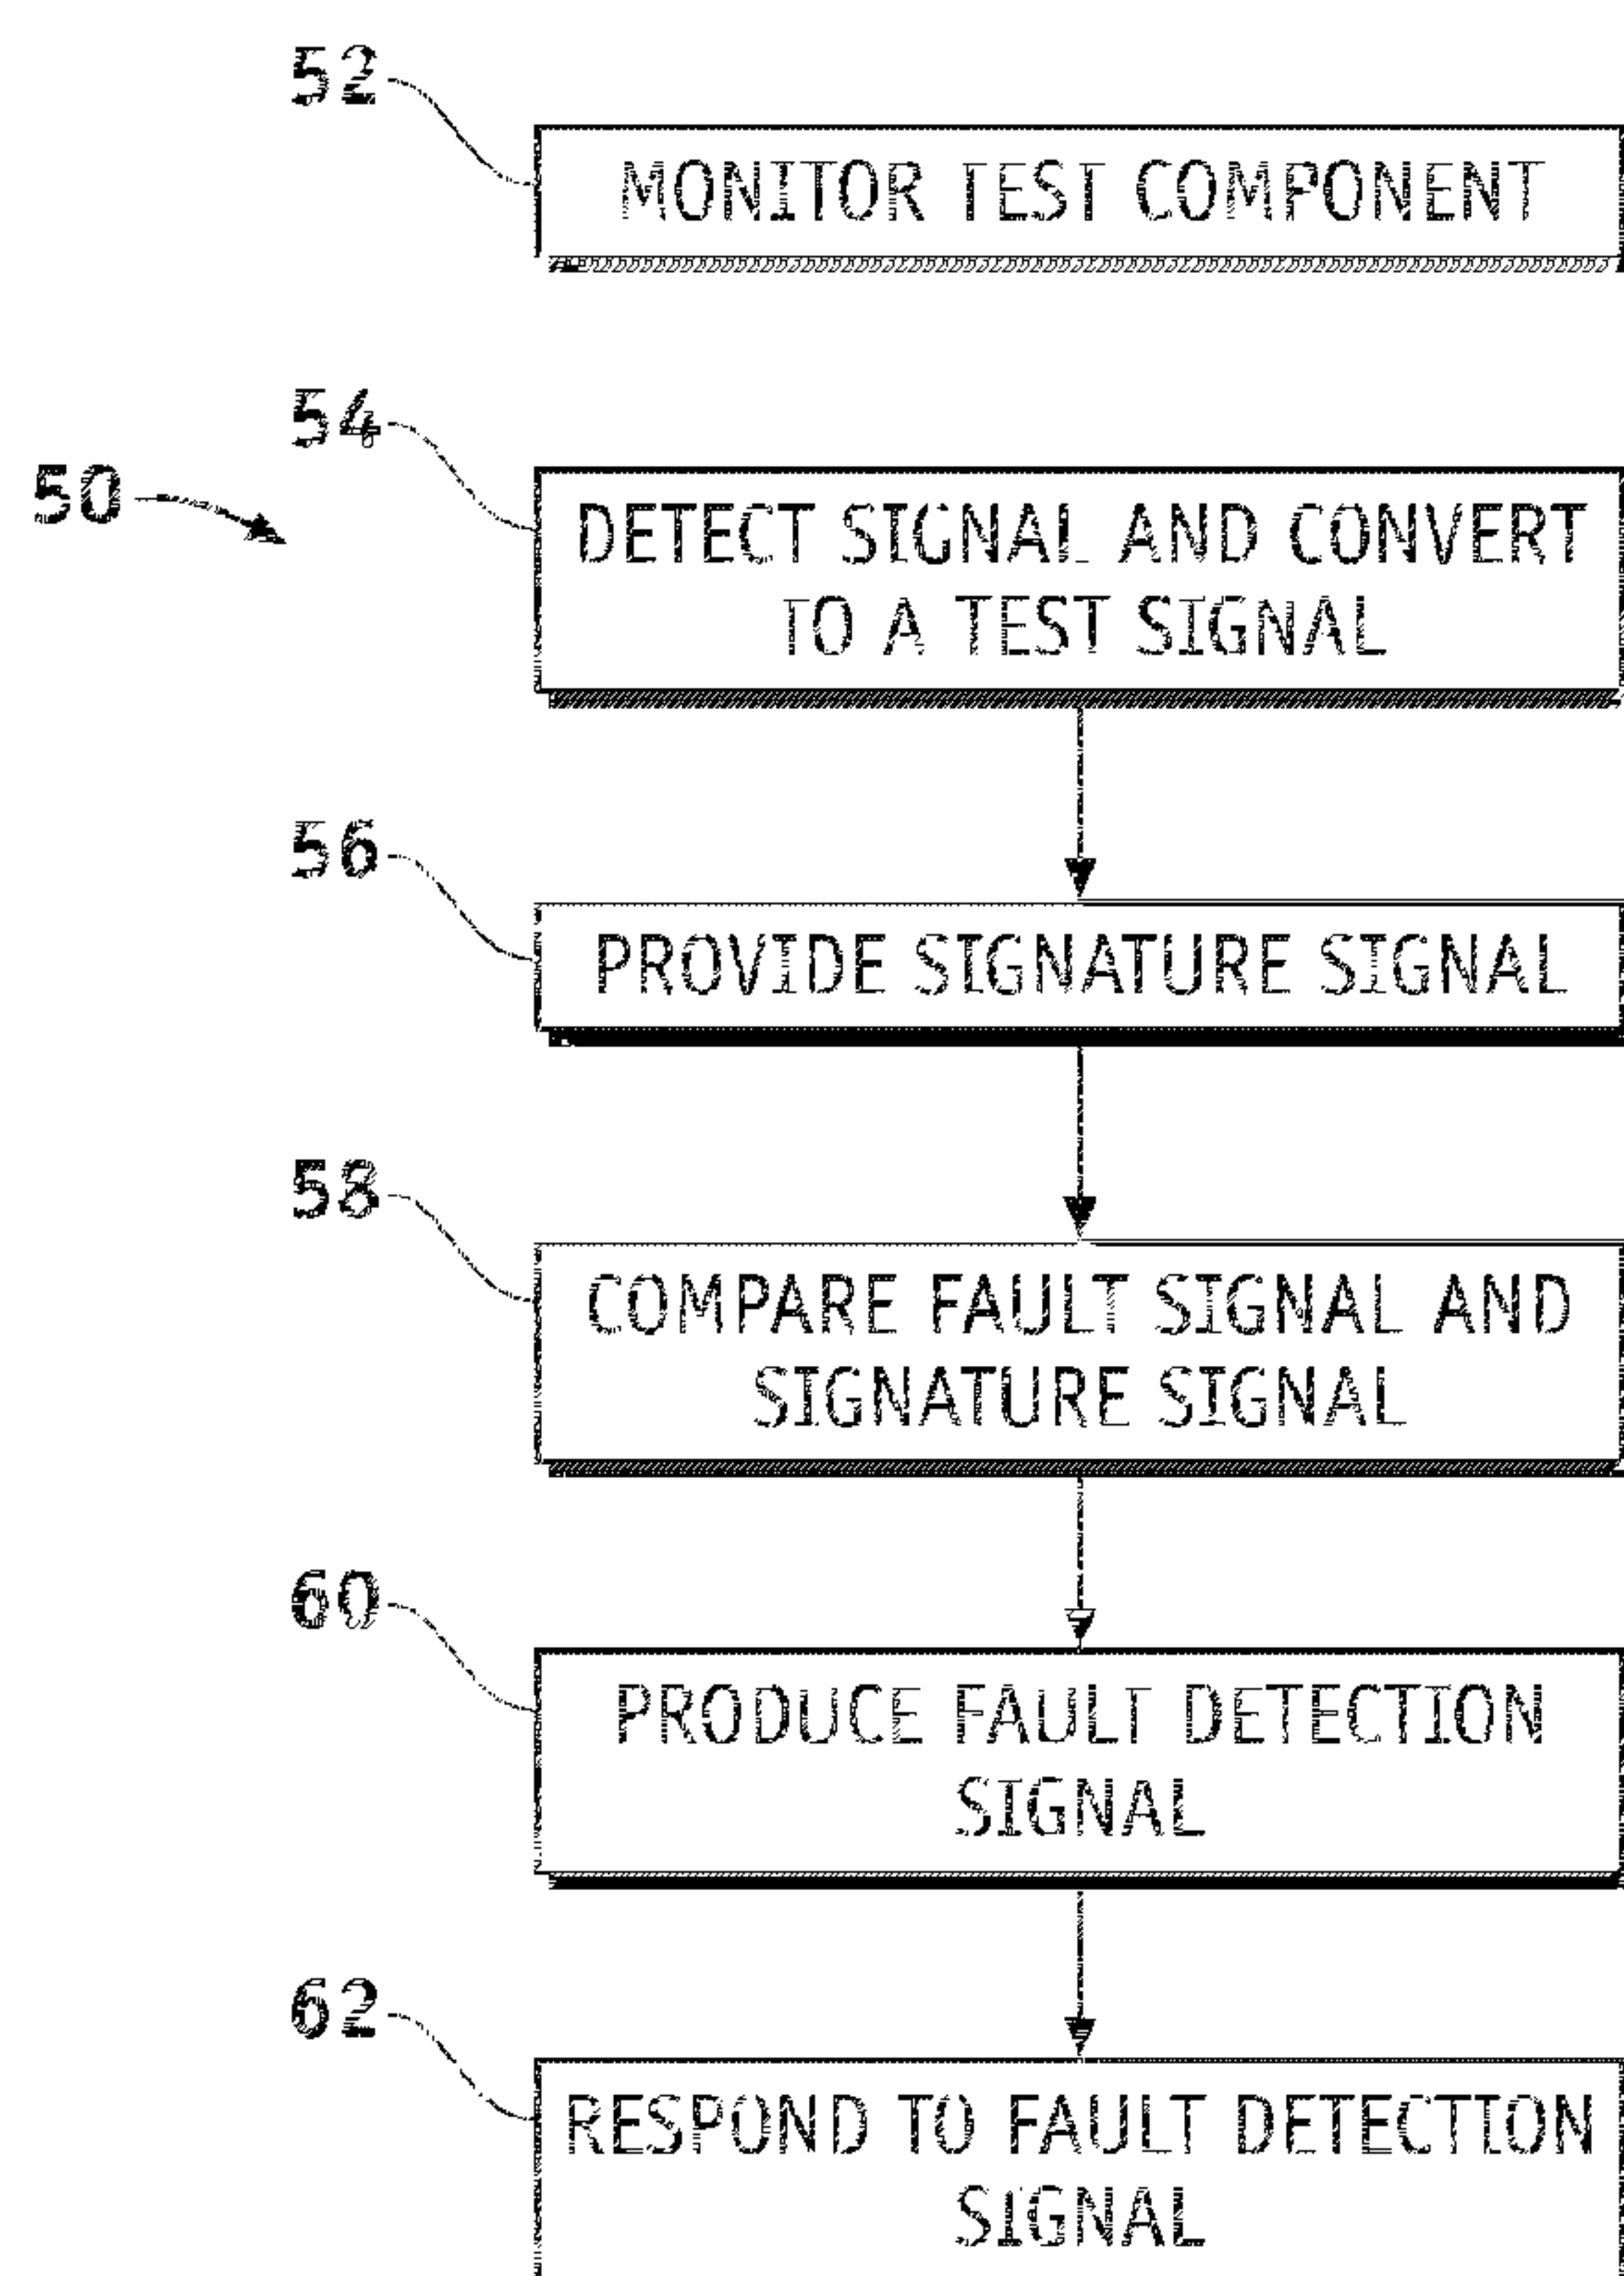 52
MONITOR TEST COMPONENT
54
50
DETECT SIGNAL AND CONVERT
TO A TEST SIGNAL
56
PROVIDE SIGNATURE SIGNAL
58
COMPARE FAULT SIGNAL AND
SIGNATURE SIGNAL
60
PRODUCE FAULT DETECTION
SIGNAL
62
RESPOND TO FAULT DETECTION
SIGNAL